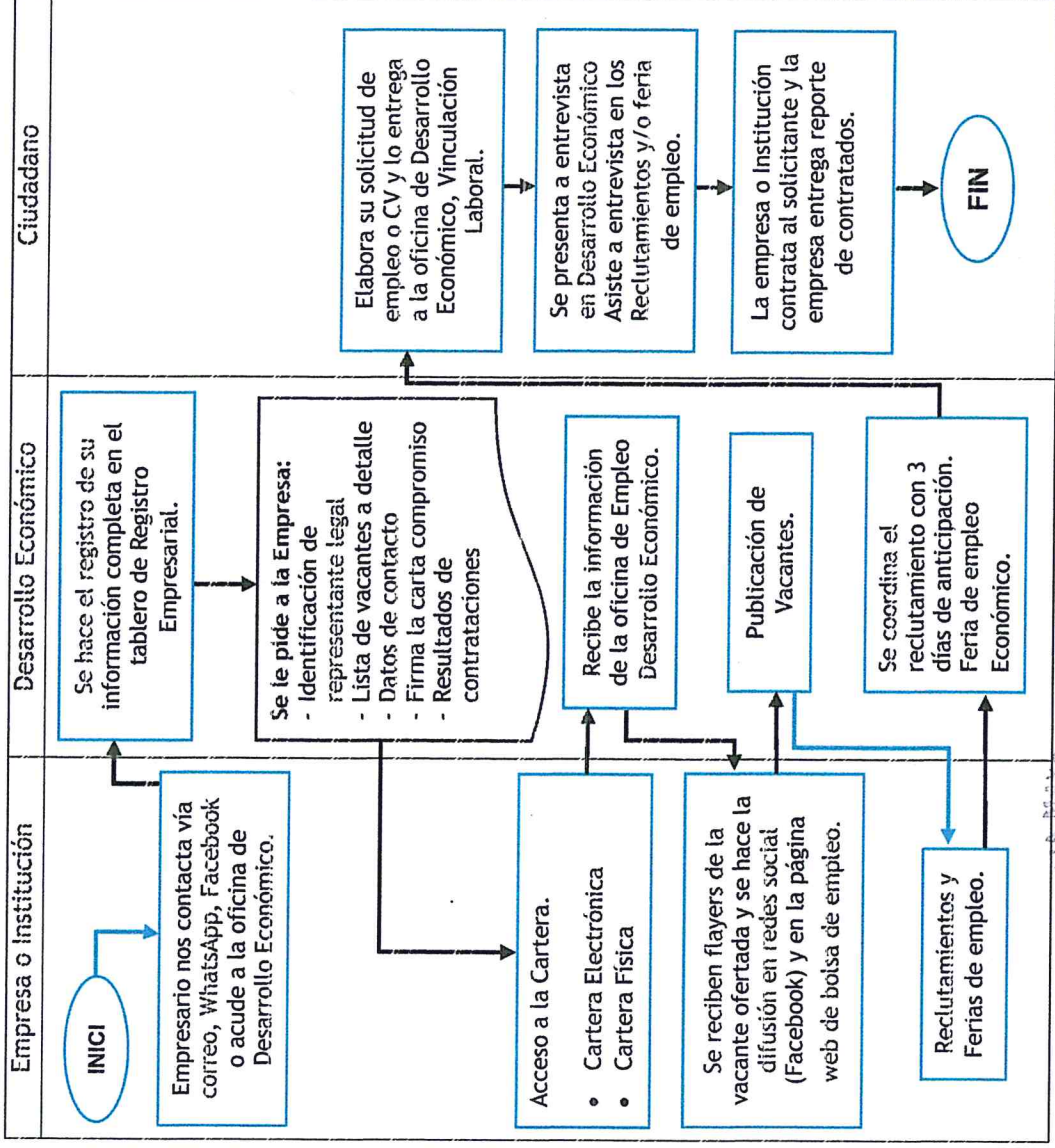 Empresa o Institución
Desarrollo Económico
Ciudadano
INICI
Empresario nos contacta vía
correo, WhatsApp, Facebook
o acude a la oficina de
Desarrollo Económico.
Se hace el registro de su
información completa en el
tablero de Registro
Empresarial.
Se le pide a la Empresa:
- Identificación de
representante legal
- Lista de vacantes a detalle
- Datos de contacto
- Firma la carta compromiso
- Resultados de
contrataciones
Acceso a la Cartera.
• Cartera Electrónica
• Cartera Física
Recibe la información
de la oficina de Empleo
Desarrollo Económico.
Se reciben flayers de la
vacante ofertada y se hace la
difusión en redes social
(Facebook) y en la página
web de bolsa de empleo.
Publicación de
Vacantes.
Reclutamientos y
Ferias de empleo.
Se coordina el
reclutamiento con 3
días de anticipación.
Feria de empleo
Económico.
Elabora su solicitud de
empleo o CV y lo entrega
a la oficina de Desarrollo
Económico, Vinculación
Laboral.
Se presenta a entrevista
en Desarrollo Económico
Asiste a entrevista en los
Reclutamientos y/o feria
de empleo.
La empresa o Institución
contrata al solicitante y la
empresa entrega reporte
de contratados.
FIN